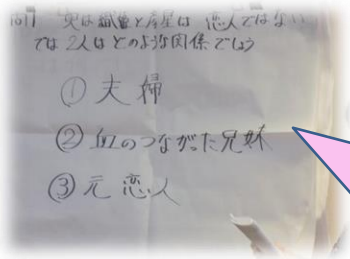 問 実は織星と彦星は 恋人ではない
では2人はどのような関係でしょう
① 夫婦
② 血のつながった兄妹
③ 元恋人